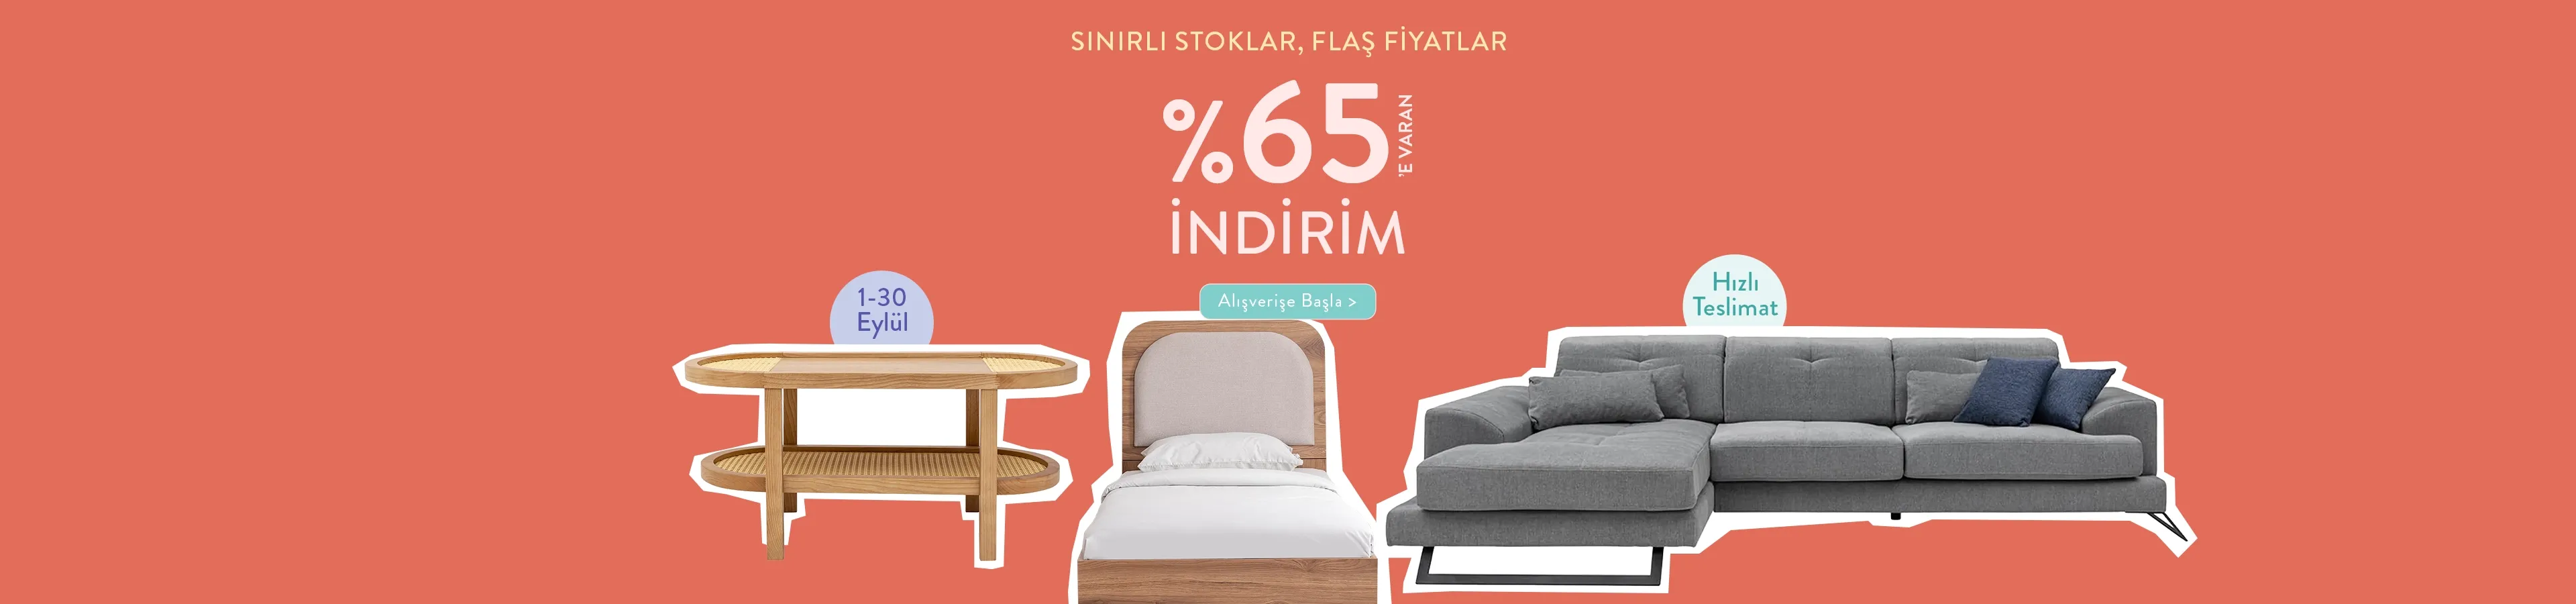 SINIRLI STOKLAR, FLAŞ FİYATLAR
%65 'E VARAN
İNDİRİM
Alışverişe Başla >
1-30
Eylül
Hızlı
Teslimat